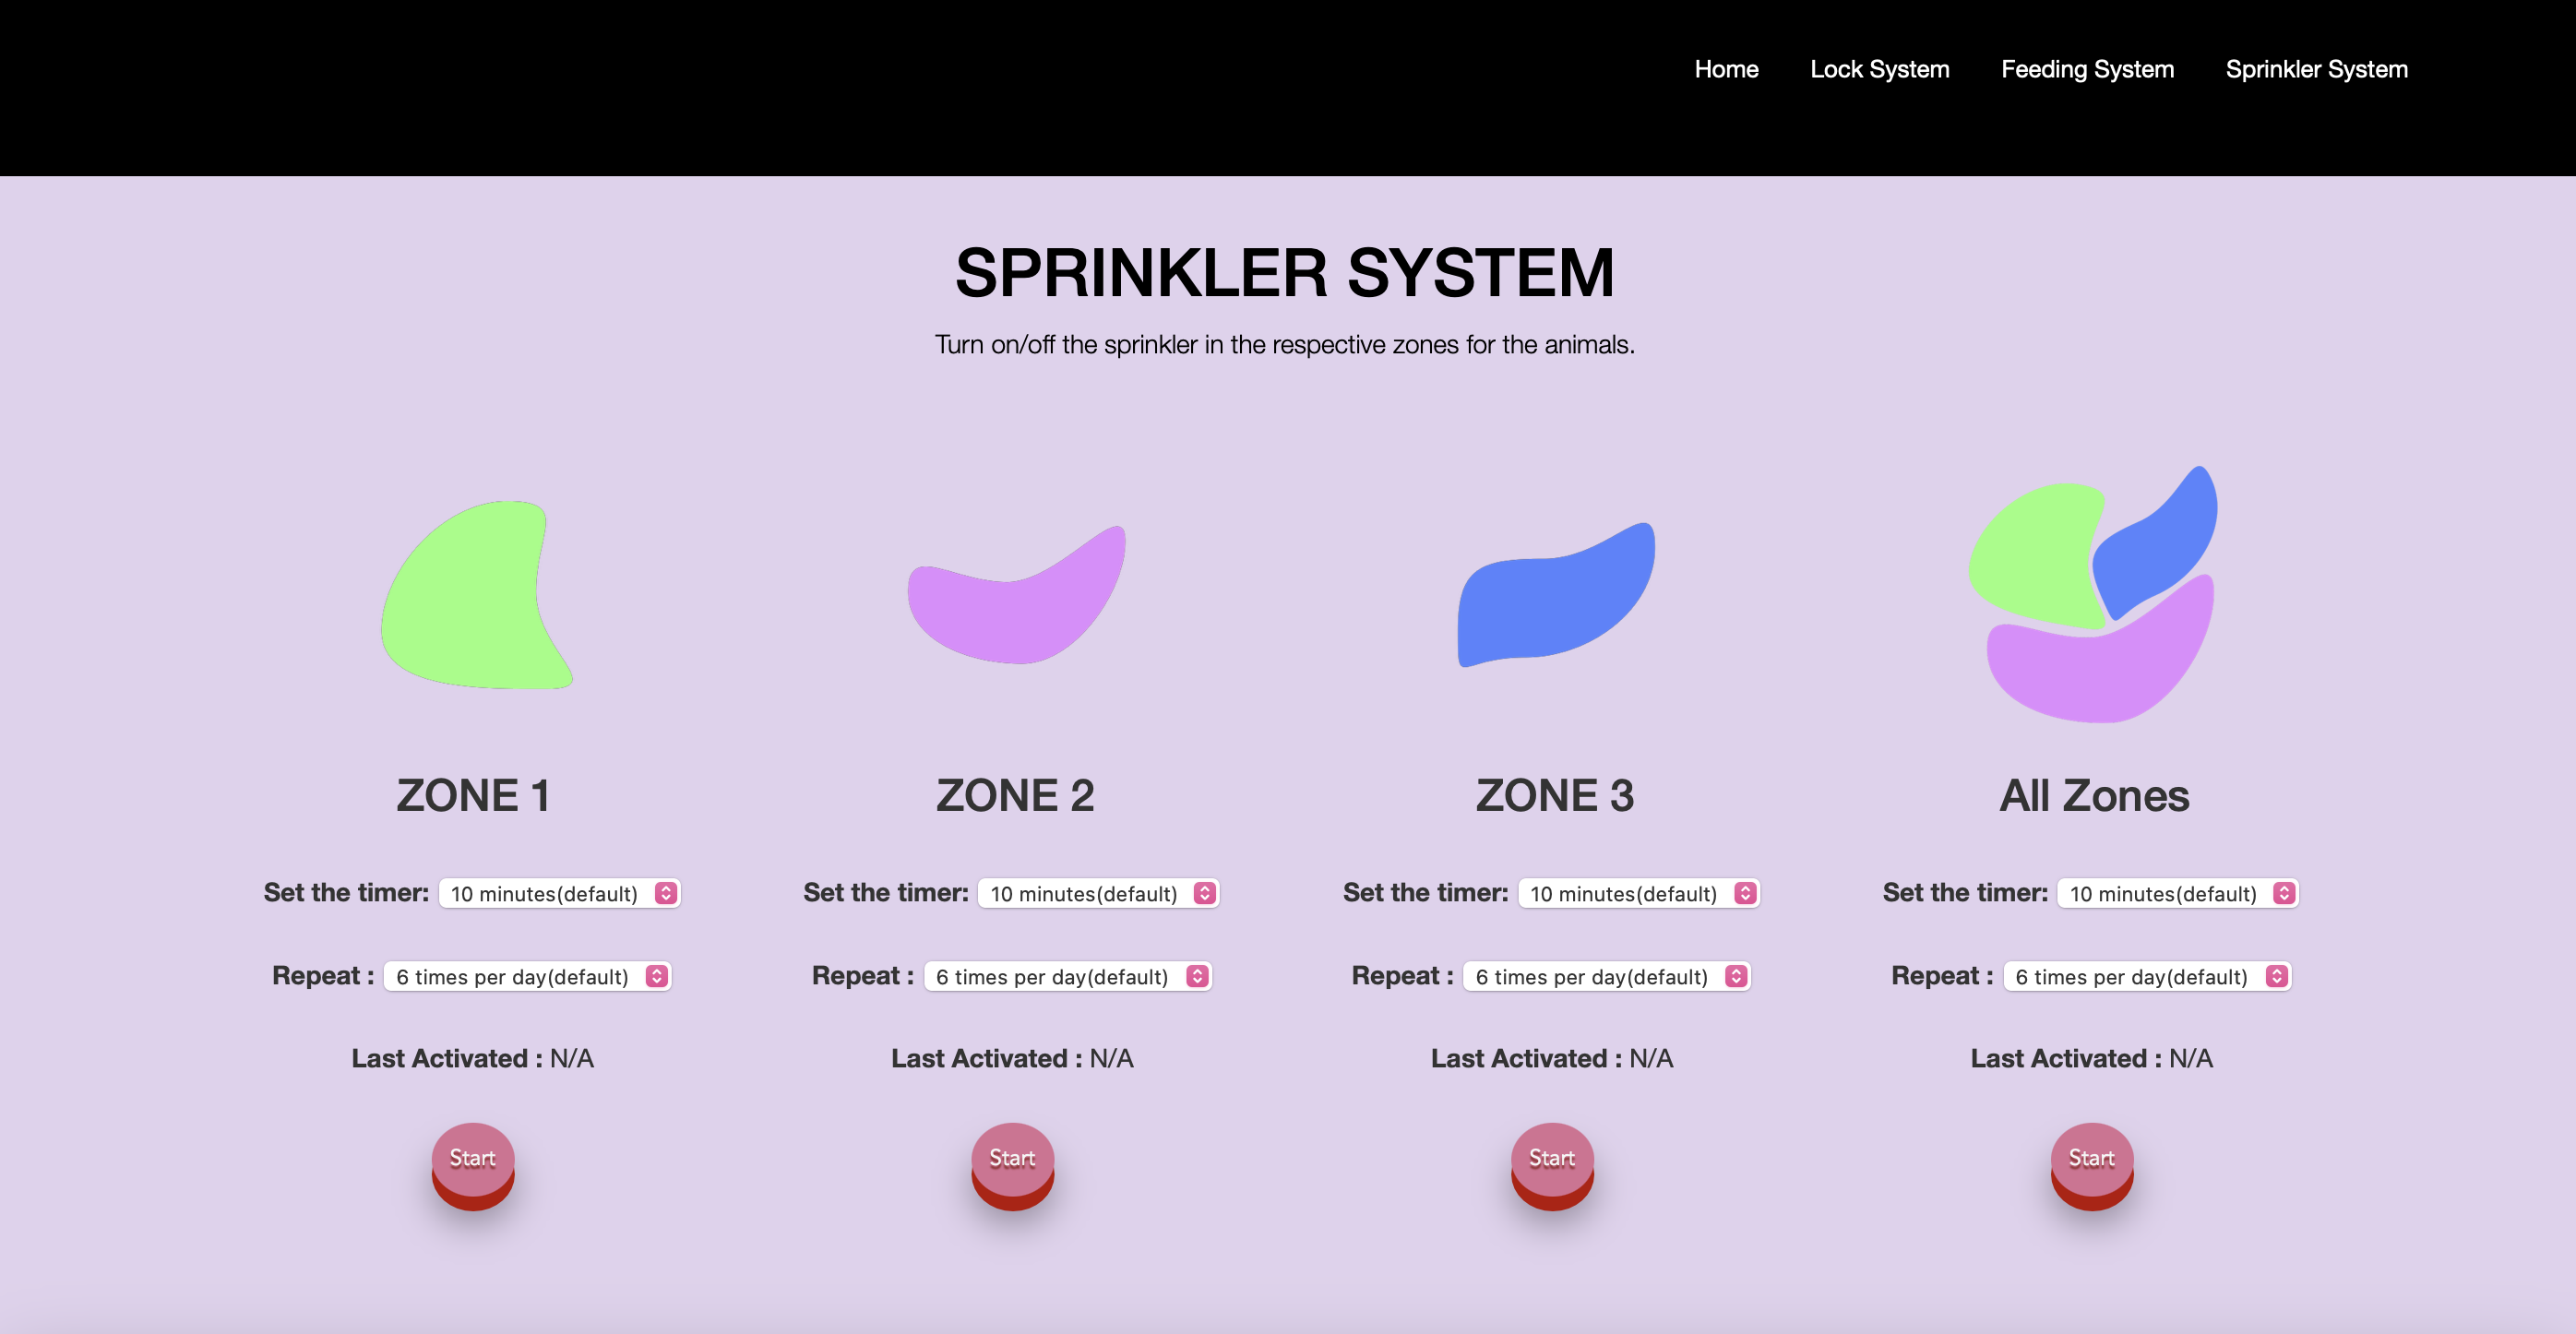 Home Lock System Feeding System Sprinkler System
SPRINKLER SYSTEM
Turn on/off the sprinkler in the respective zones for the animals.
ZONE 1 ZONE 2 ZONE 3 All Zones
Set the timer: 10 minutes(default) Set the timer: 10 minutes(default) Set the timer: 10 minutes(default) Set the timer: 10 minutes(default)
Repeat : 6 times per day(default) Repeat : 6 times per day(default) Repeat : 6 times per day(default) Repeat : 6 times per day(default)
Last Activated : N/A Last Activated : N/A Last Activated : N/A Last Activated : N/A
Start Start Start Start